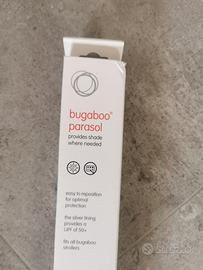 bugaboo®
parasol
provides shade
where needed
easy to reposition
for optimal
protection
the silver lining
provides a
UPF of 50+
fits all bugaboo
strollers